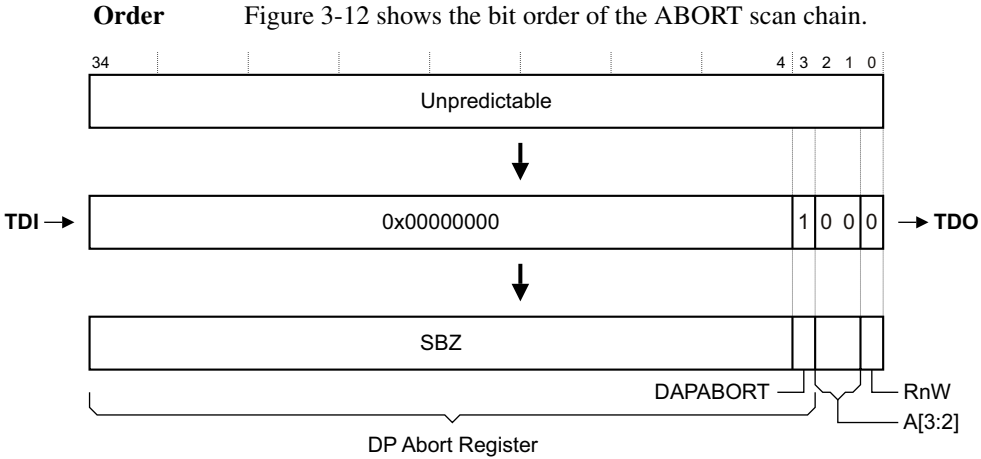 Order Figure 3-12 shows the bit order of the ABORT scan chain.
34 4 3 2 1 0
Unpredictable
TDI 0x00000000 1 0 0 0 TDO
SBZ
DAPABORT RnW
A[3:2]
DP Abort Register